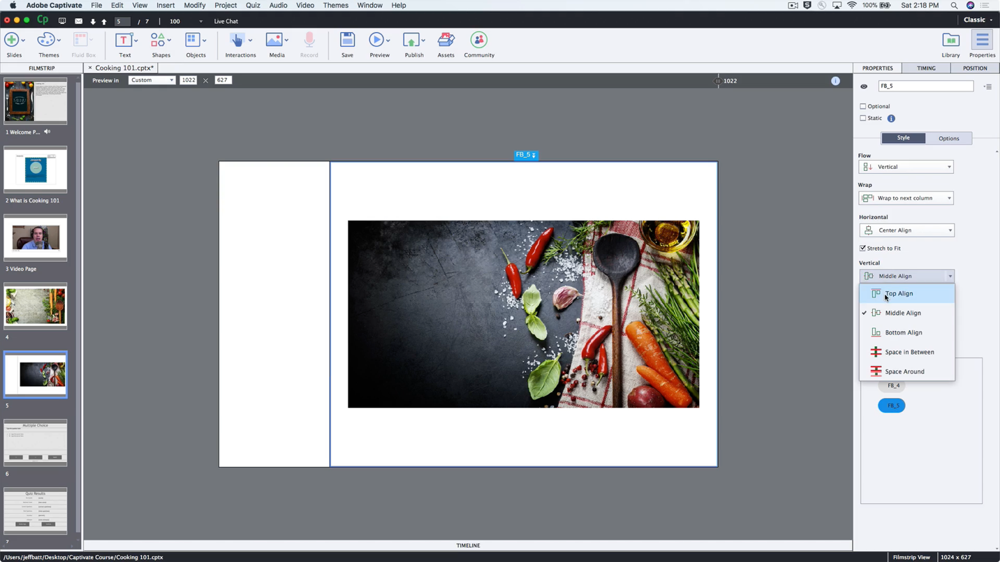 Adobe Captivate File Edit View Insert Modify Project Quiz Audio Video Themes Window Help 100% Sat 2:18 PM
Cp 5 / 7 100 Live Chat Classic
Slides Themes Fluid Box Text Shapes Objects Interactions Media Record Save Preview Publish Assets Community Library Properties
FILMSTRIP × Cooking 101.cptx* PROPERTIES TIMING POSITION
Preview in Custom 1022 × 627 1022
FB_5
Optional
Static
Style Options
Flow
Vertical
Wrap
Wrap to next column
Horizontal
Center Align
Stretch to Fit
Vertical
Middle Align
Top Align
Middle Align
Bottom Align
Space in Between
Space Around
FB_4
FB_5
FB_5
1 Welcome P...
2 What is Cooking 101
3 Video Page
4
5
Multiple Choice
6
Quiz Results
7
TIMELINE
/Users/jeffbatt/Desktop/Captivate Course/Cooking 101.cptx Filmstrip View 1024 x 627